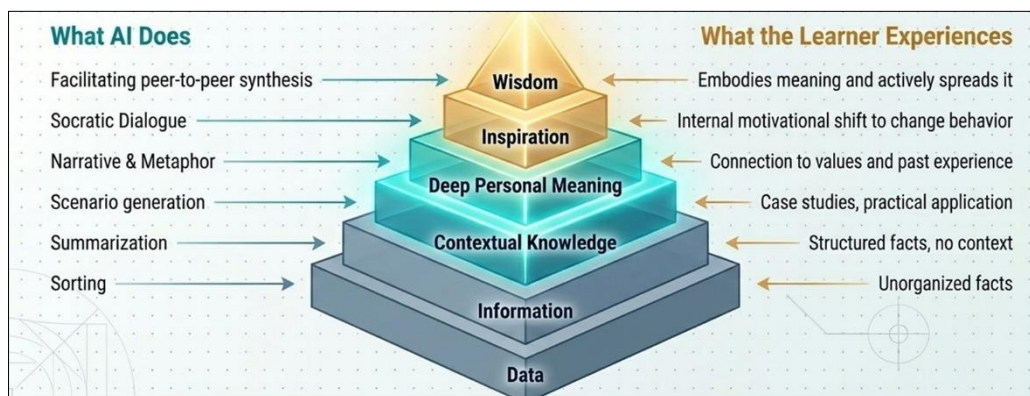 What AI Does
What the Learner Experiences
Facilitating peer-to-peer synthesis
Wisdom
Embodies meaning and actively spreads it
Socratic Dialogue
Inspiration
Internal motivational shift to change behavior
Narrative & Metaphor
Deep Personal Meaning
Connection to values and past experience
Scenario generation
Contextual Knowledge
Case studies, practical application
Summarization
Information
Structured facts, no context
Sorting
Data
Unorganized facts